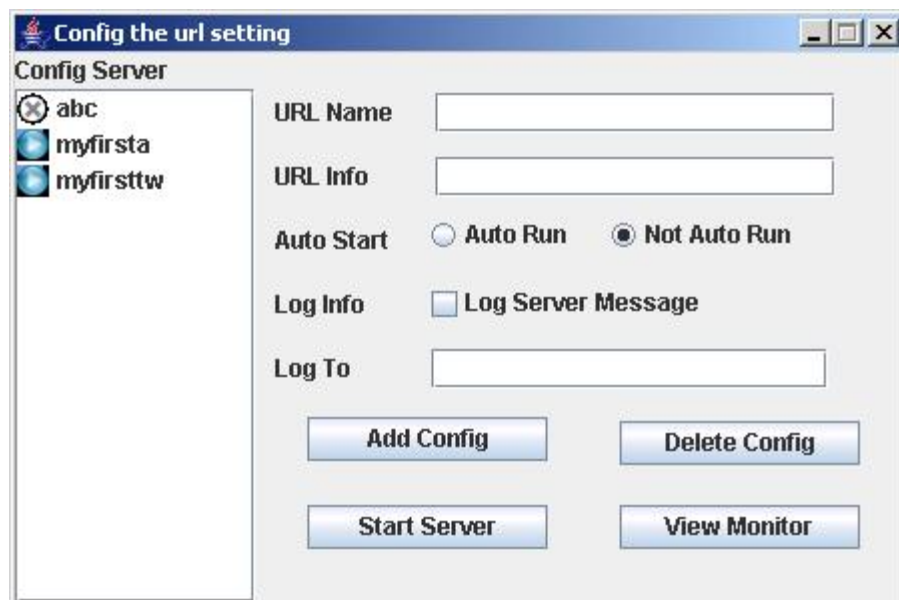 Config the url setting
Config Server
abc
myfirsta
myfirsttw
URL Name
URL Info
Auto Start Auto Run Not Auto Run
Log Info Log Server Message
Log To
Add Config Delete Config
Start Server View Monitor